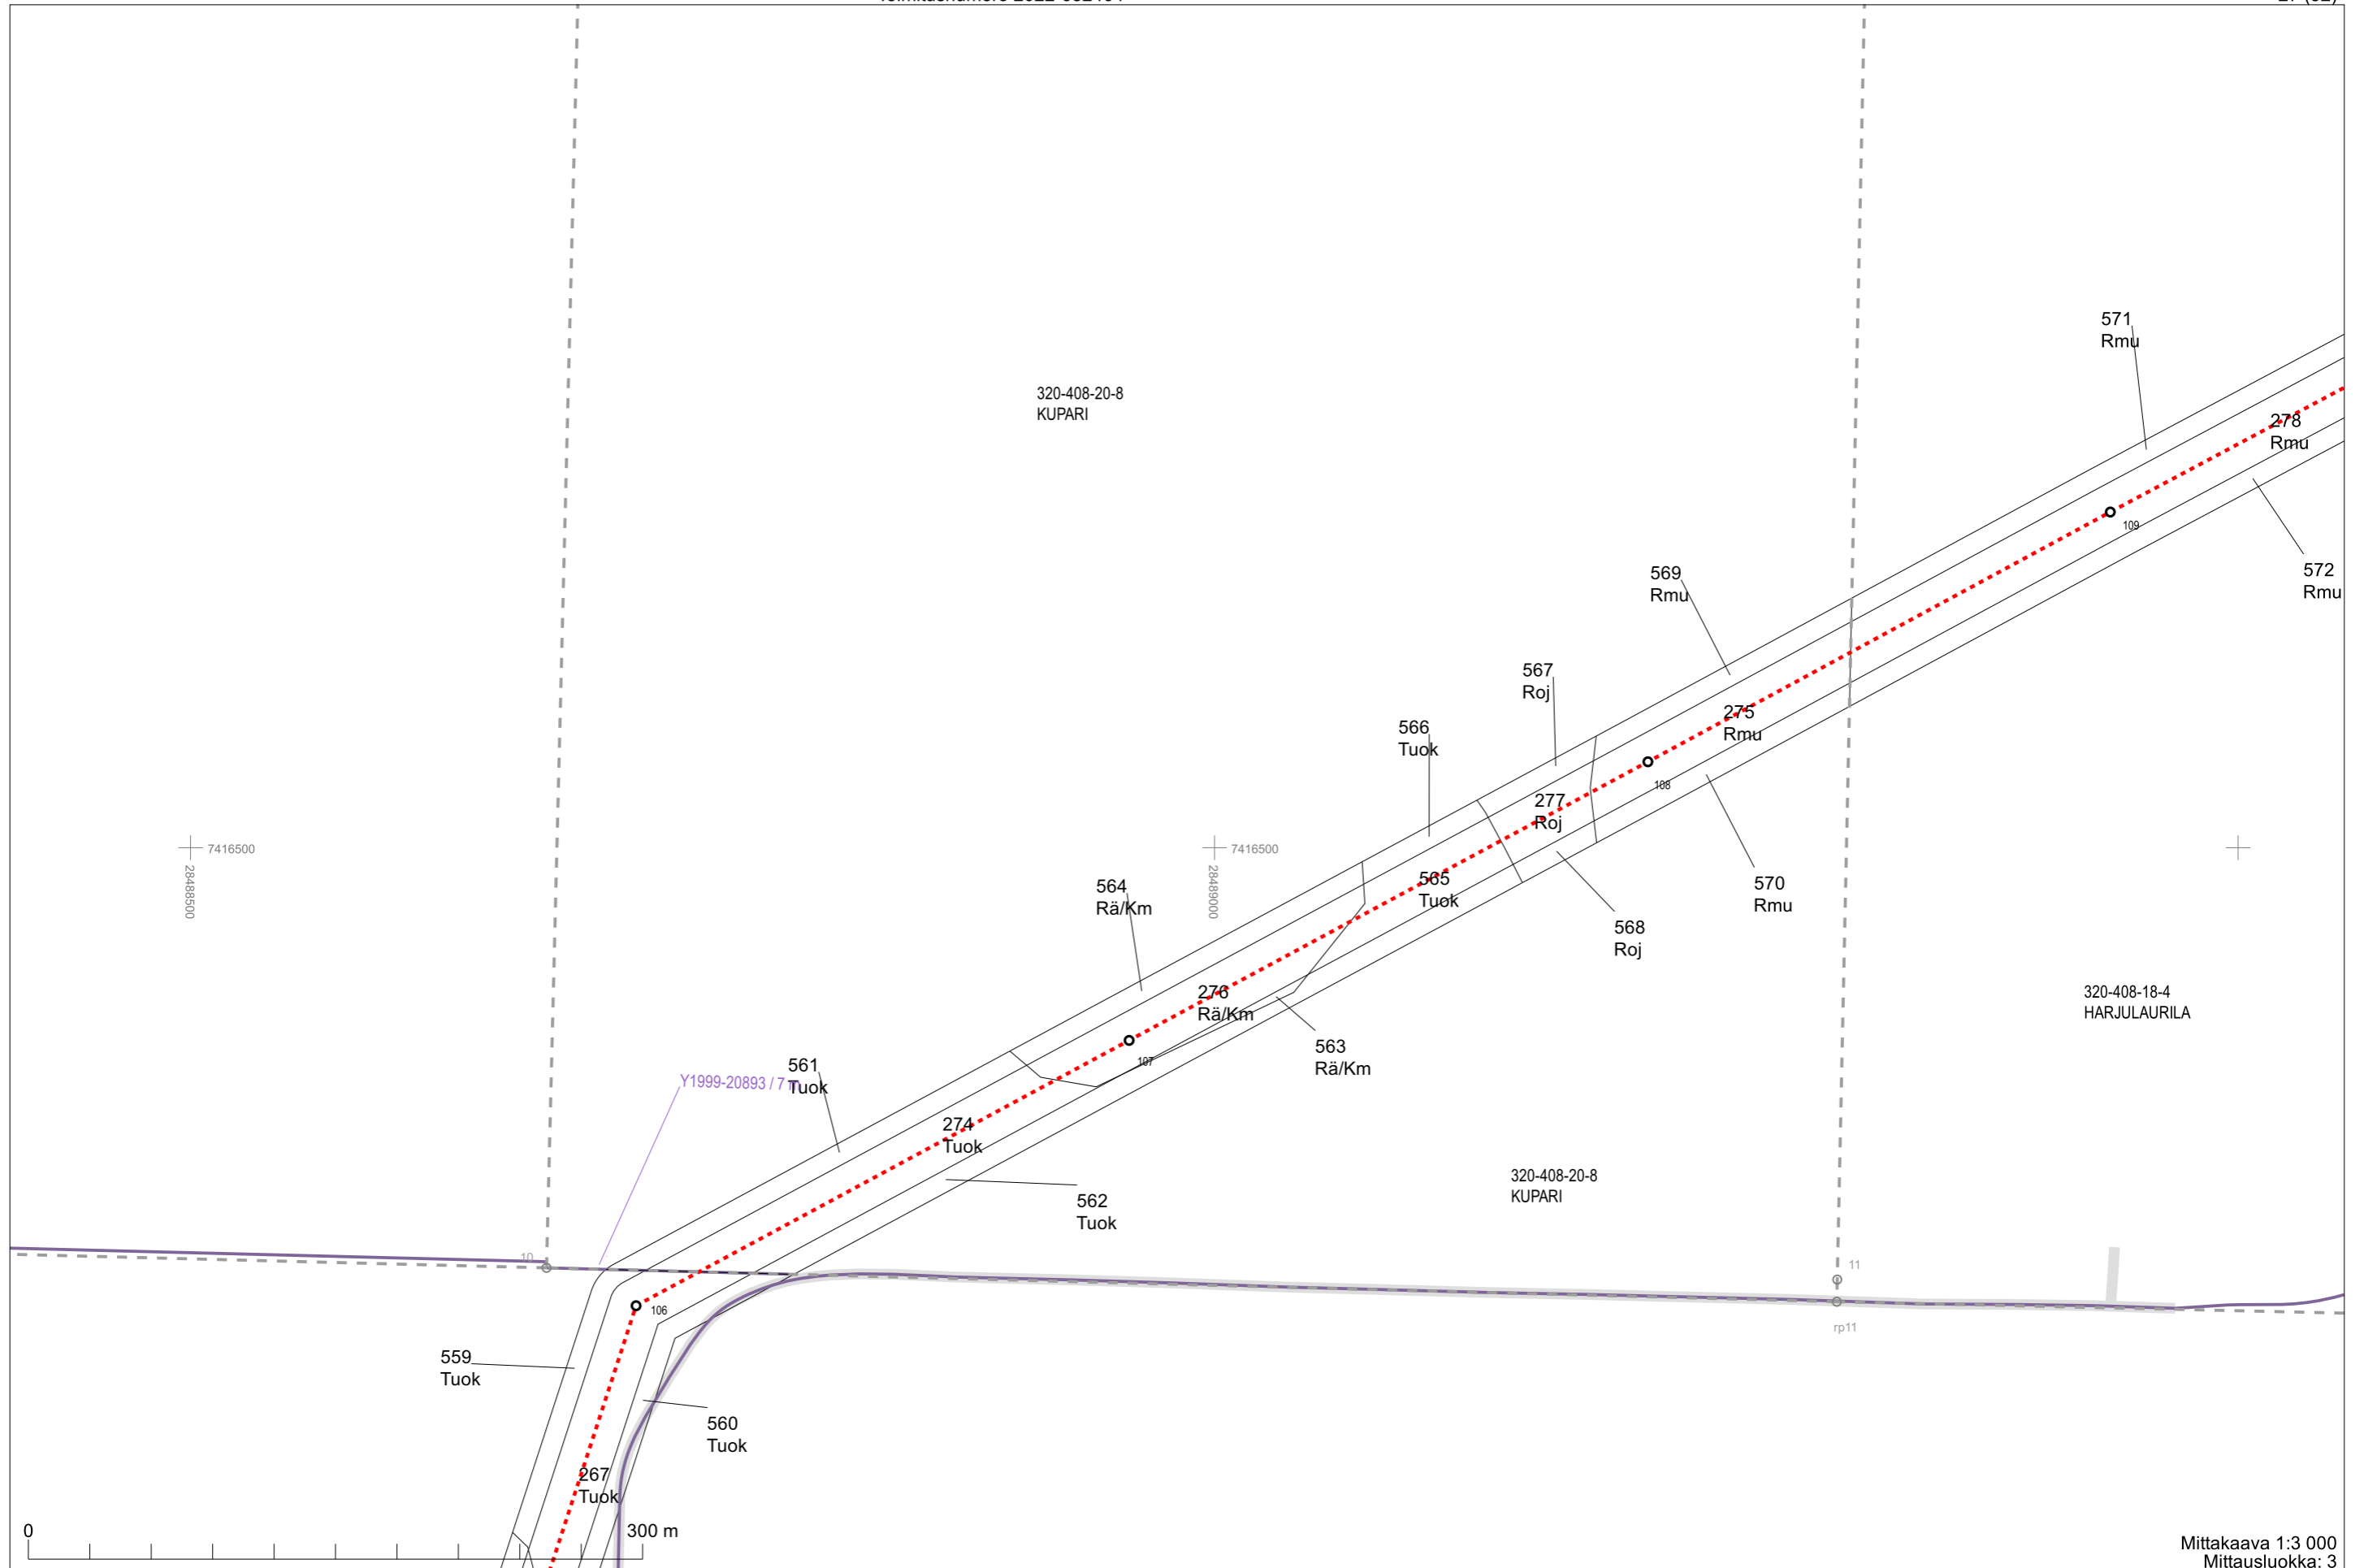 571
Rmu
320-408-20-8
KUPARI
278
Rmu
109
572
Rmu
569
Rmu
567
Roj
275
Rmu
566
Tuok
108
277
Roj
7416500
28488500
7416500
28489000
564
Rä/Km
565
Tuok
570
Rmu
568
Roj
276
Rä/Km
320-408-18-4
HARJULAURILA
563
Rä/Km
107
561
Tuok
Y1999-20893 / 7 m
274
Tuok
320-408-20-8
KUPARI
562
Tuok
10
11
106
rp11
559
Tuok
560
Tuok
267
Tuok
0
300 m
Mittakaava 1:3 000
Mittausluokka: 3